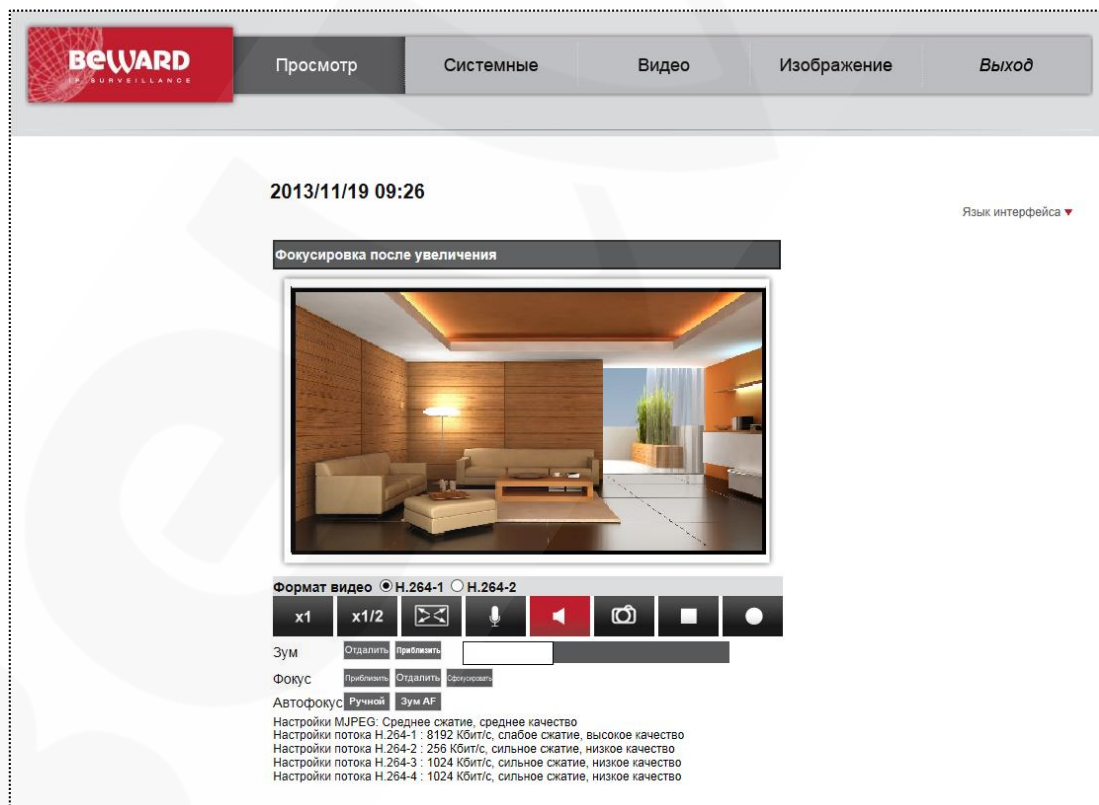 BEWARD
IP SURVEILLANCE
Просмотр Системные Видео Изображение Выход
2013/11/19 09:26
Язык интерфейса
Фокусировка после увеличения
Формат видео H.264-1 H.264-2
x1 x1/2
Зум Отдалить Приблизить
Фокус Приблизить Отдалить Сфокусировать
Автофокус Ручной Зум AF
Настройки MJPEG: Среднее сжатие, среднее качество
Настройки потока H.264-1 : 8192 Кбит/с, слабое сжатие, высокое качество
Настройки потока H.264-2 : 256 Кбит/с, сильное сжатие, низкое качество
Настройки потока H.264-3 : 1024 Кбит/с, сильное сжатие, низкое качество
Настройки потока H.264-4 : 1024 Кбит/с, сильное сжатие, низкое качество